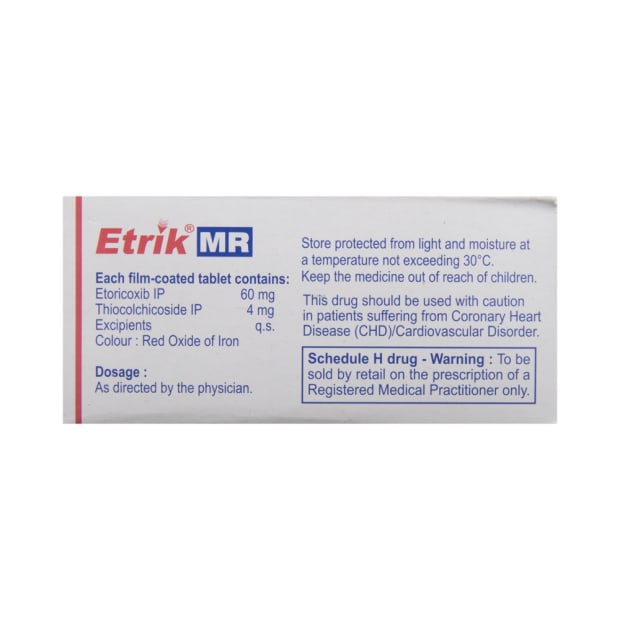 Etrik® MR
Each film-coated tablet contains:
Etoricoxib IP 60 mg
Thiocolchicoside IP 4 mg
Excipients q.s.
Colour : Red Oxide of Iron
Dosage :
As directed by the physician.
Store protected from light and moisture at
a temperature not exceeding 30°C.
Keep the medicine out of reach of children.
This drug should be used with caution
in patients suffering from Coronary Heart
Disease (CHD)/Cardiovascular Disorder.
Schedule H drug - Warning : To be
sold by retail on the prescription of a
Registered Medical Practitioner only.